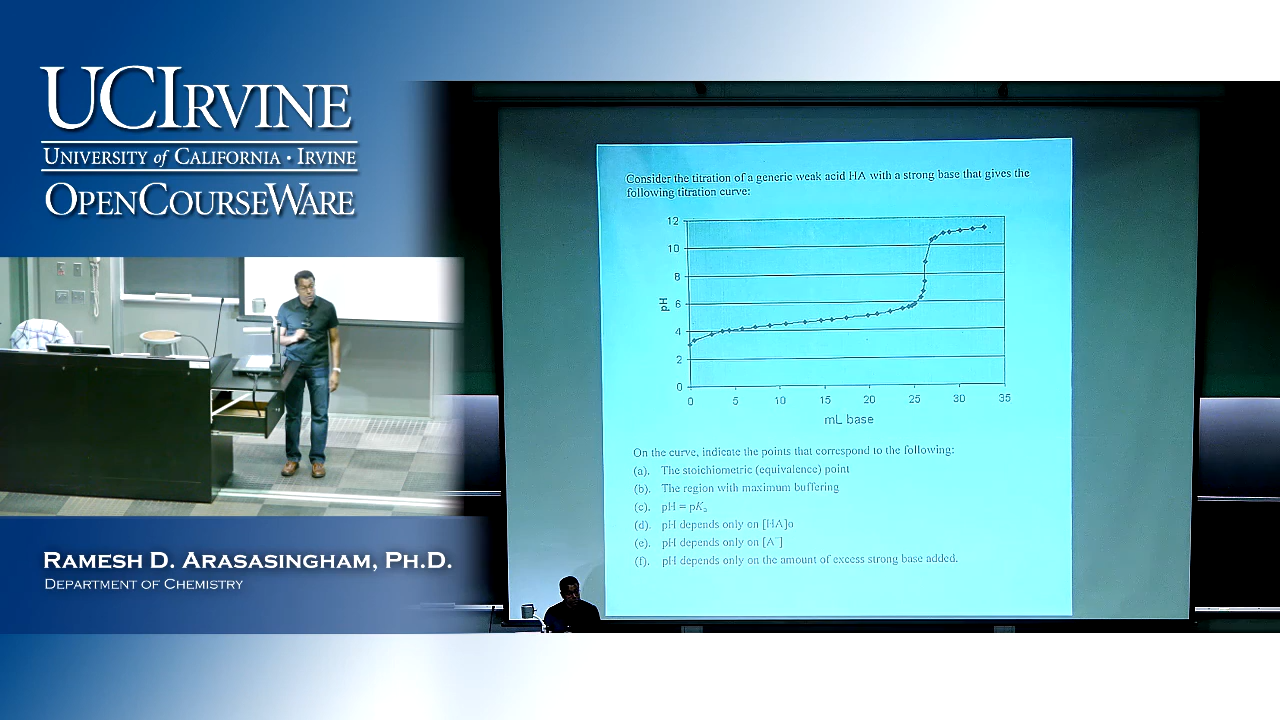 UCIRVINE
UNIVERSITY of CALIFORNIA · IRVINE
OPENCOURSEWARE
RAMESH D. ARASASINGHAM, PH.D.
DEPARTMENT OF CHEMISTRY
Consider the titration of a generic weak acid HA with a strong base that gives the
following titration curve:
12
10
8
6
4
2
0
pH
0 5 10 15 20 25 30 35
mL base
On the curve, indicate the points that correspond to the following:
(a). The stoichiometric (equivalence) point
(b). The region with maximum buffering
(c). pH = pKa
(d). pH depends only on [HA]o
(e). pH depends only on [A⁻]
(f). pH depends only on the amount of excess strong base added.